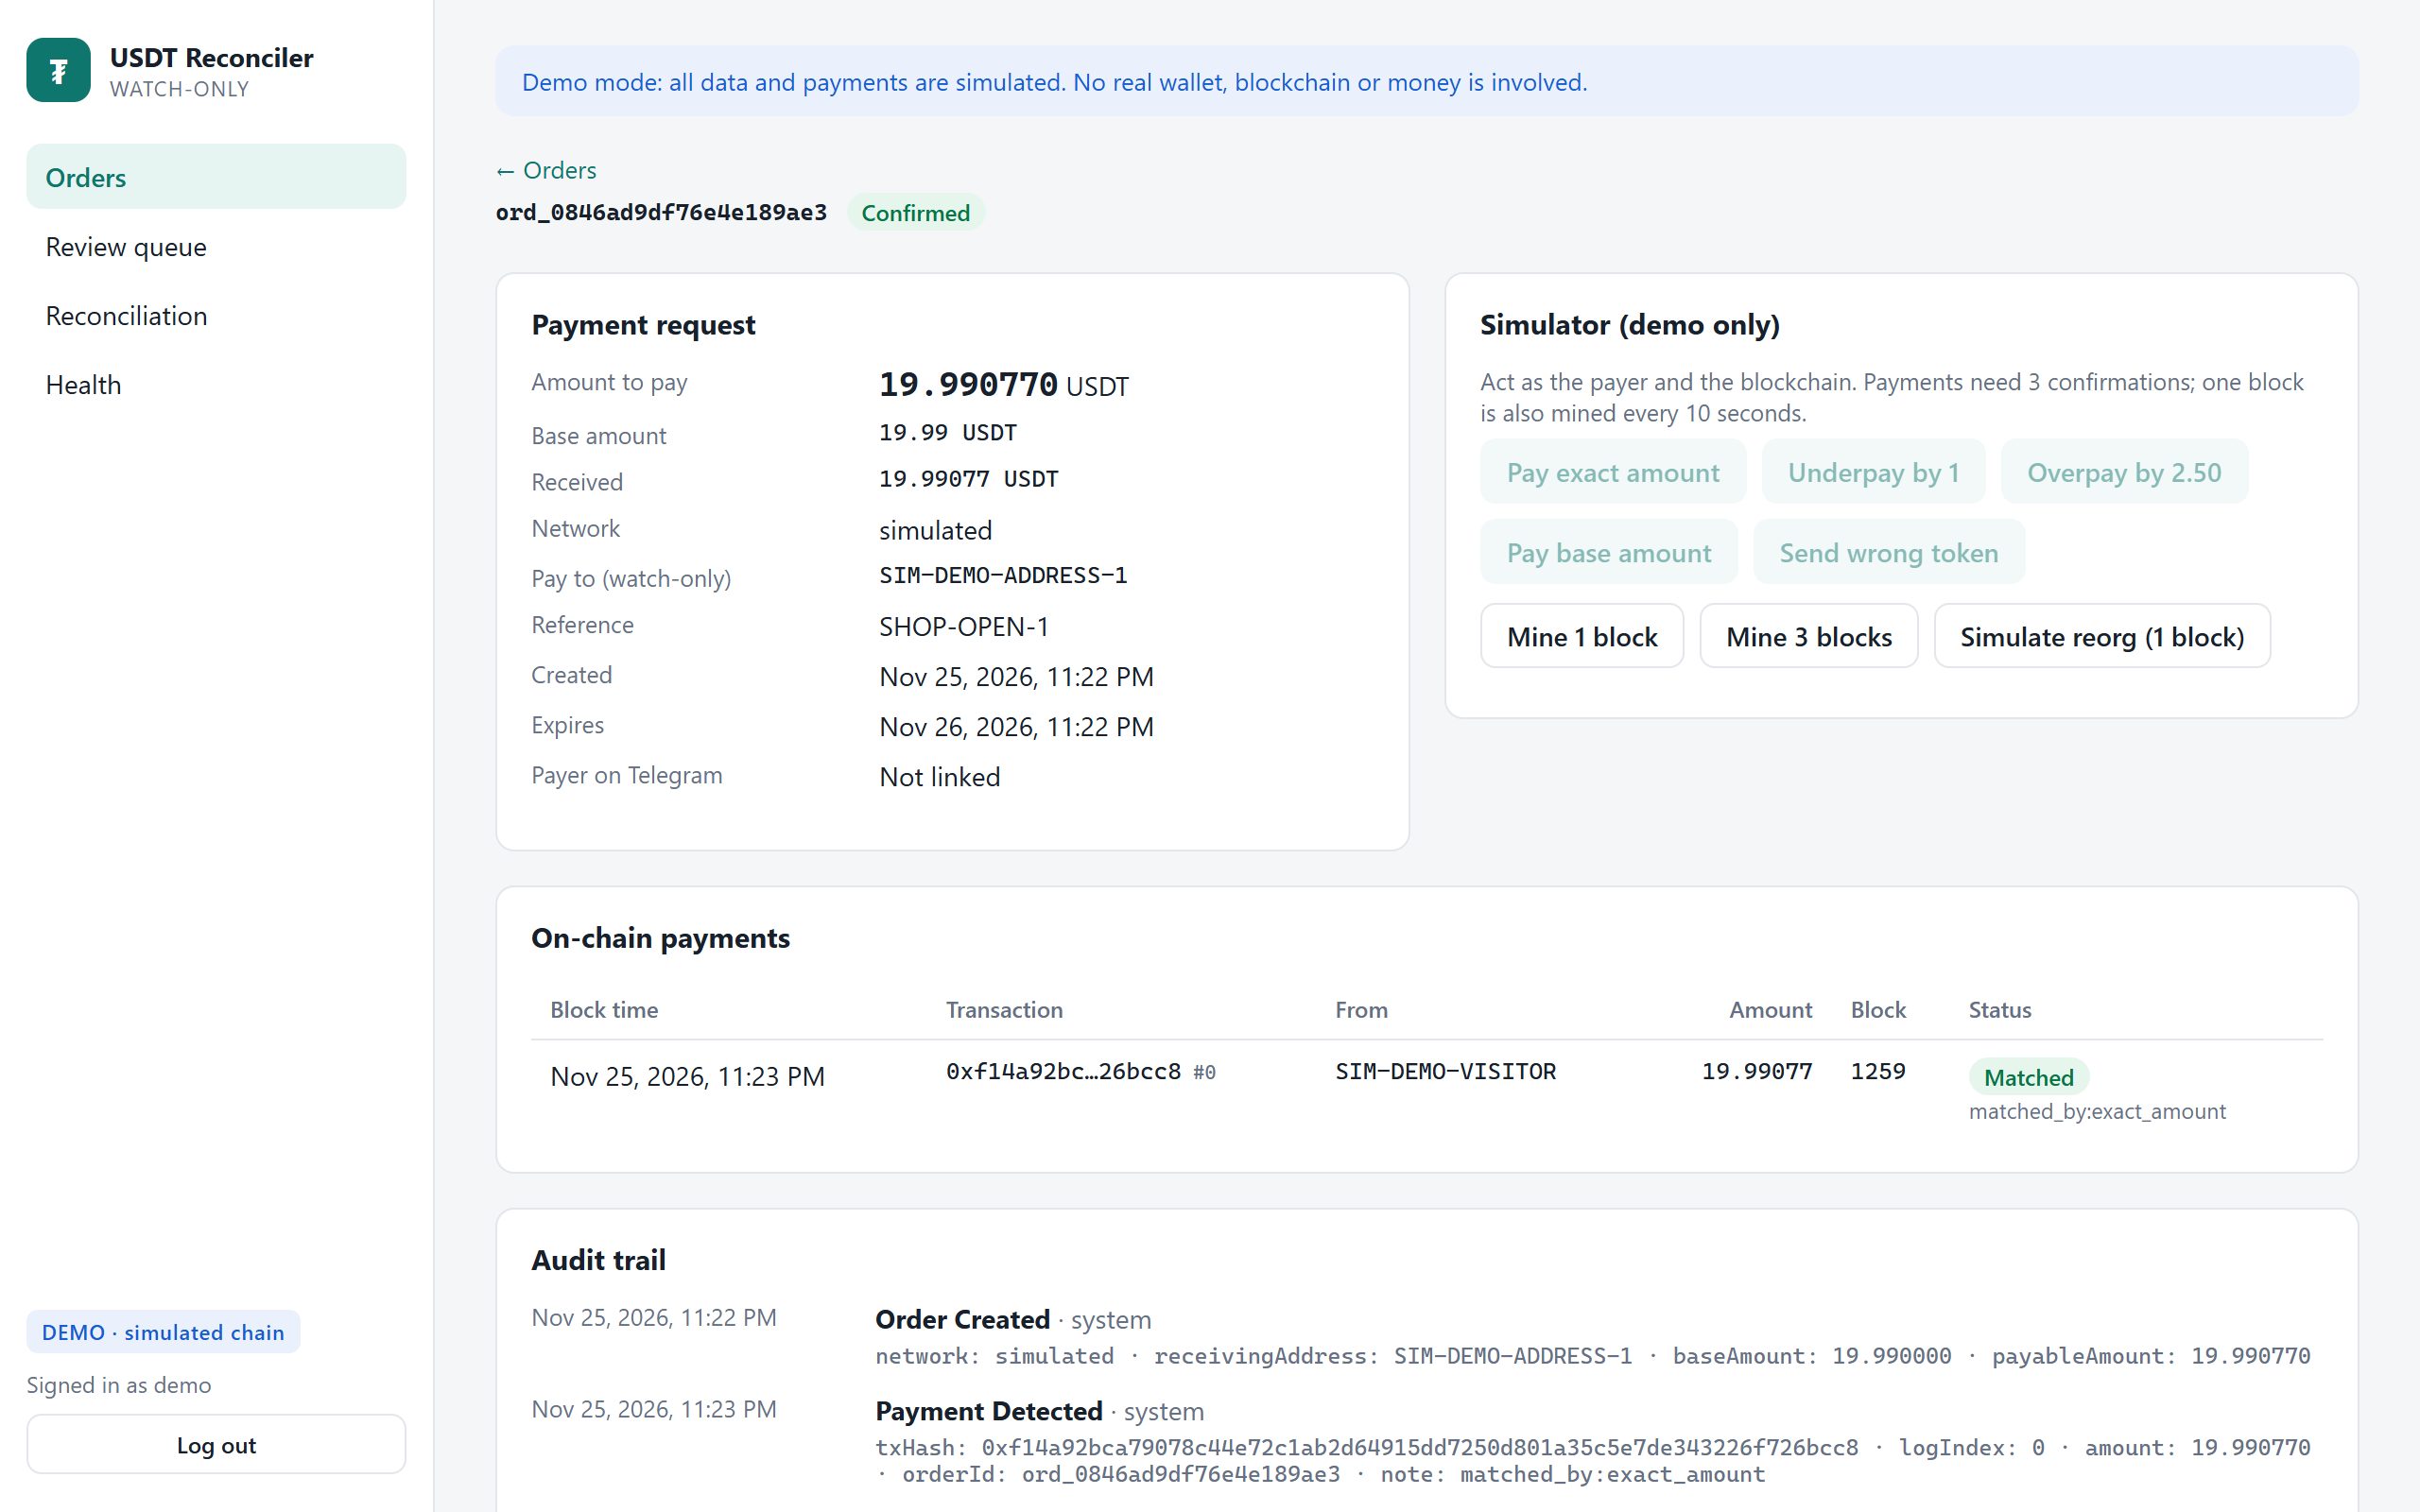 ₮
USDT Reconciler
WATCH-ONLY
Orders
Review queue
Reconciliation
Health
DEMO · simulated chain
Signed in as demo
Log out
Demo mode: all data and payments are simulated. No real wallet, blockchain or money is involved.
← Orders
ord_0846ad9df76e4e189ae3 Confirmed
Payment request
Amount to pay 19.990770 USDT
Base amount 19.99 USDT
Received 19.99077 USDT
Network simulated
Pay to (watch-only) SIM-DEMO-ADDRESS-1
Reference SHOP-OPEN-1
Created Nov 25, 2026, 11:22 PM
Expires Nov 26, 2026, 11:22 PM
Payer on Telegram Not linked
Simulator (demo only)
Act as the payer and the blockchain. Payments need 3 confirmations; one block
is also mined every 10 seconds.
Pay exact amount Underpay by 1 Overpay by 2.50
Pay base amount Send wrong token
Mine 1 block Mine 3 blocks Simulate reorg (1 block)
On-chain payments
Block time Transaction From Amount Block Status
Nov 25, 2026, 11:23 PM 0xf14a92bc…26bcc8 #0 SIM-DEMO-VISITOR 19.99077 1259 Matched
matched_by:exact_amount
Audit trail
Nov 25, 2026, 11:22 PM Order Created · system
network: simulated · receivingAddress: SIM-DEMO-ADDRESS-1 · baseAmount: 19.990000 · payableAmount: 19.990770
Nov 25, 2026, 11:23 PM Payment Detected · system
txHash: 0xf14a92bca79078c44e72c1ab2d64915dd7250d801a35c5e7de343226f726bcc8 · logIndex: 0 · amount: 19.990770
· orderId: ord_0846ad9df76e4e189ae3 · note: matched_by:exact_amount